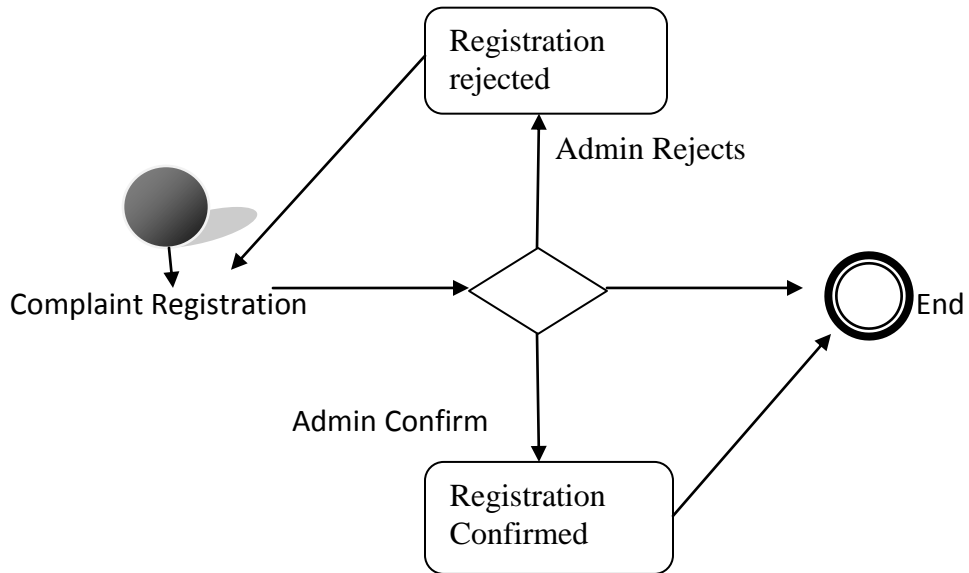 Registration
rejected
Admin Rejects
Complaint Registration
End
Admin Confirm
Registration
Confirmed